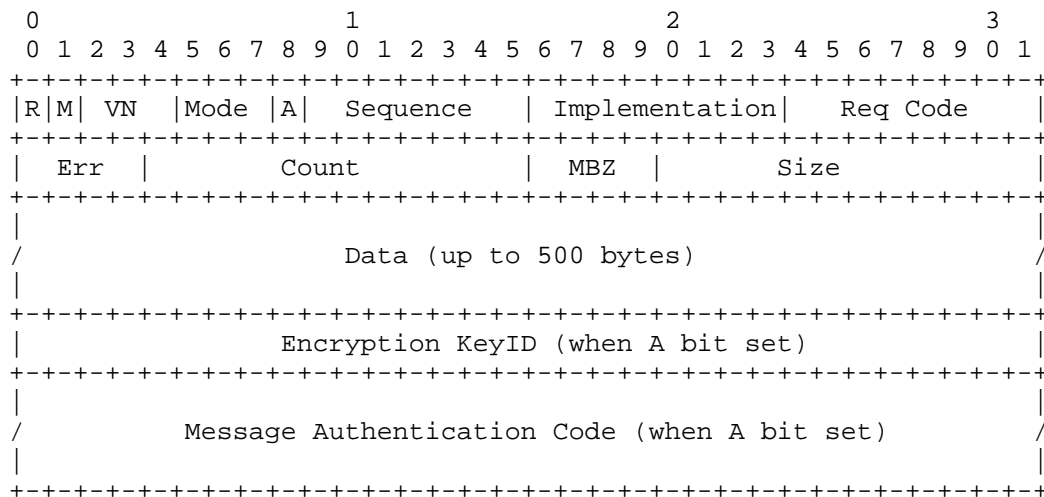 0                   1                   2                   3
 0 1 2 3 4 5 6 7 8 9 0 1 2 3 4 5 6 7 8 9 0 1 2 3 4 5 6 7 8 9 0 1
+-+-+-+-+-+-+-+-+-+-+-+-+-+-+-+-+-+-+-+-+-+-+-+-+-+-+-+-+-+-+-+-+
|R|M| VN  |Mode |A|  Sequence   | Implementation|   Req Code    |
+-+-+-+-+-+-+-+-+-+-+-+-+-+-+-+-+-+-+-+-+-+-+-+-+-+-+-+-+-+-+-+-+
|  Err  |        Count          |  MBZ  |       Size            |
+-+-+-+-+-+-+-+-+-+-+-+-+-+-+-+-+-+-+-+-+-+-+-+-+-+-+-+-+-+-+-+-+
|                                                               |
/                    Data (up to 500 bytes)                     /
|                                                               |
+-+-+-+-+-+-+-+-+-+-+-+-+-+-+-+-+-+-+-+-+-+-+-+-+-+-+-+-+-+-+-+-+
|                Encryption KeyID (when A bit set)              |
+-+-+-+-+-+-+-+-+-+-+-+-+-+-+-+-+-+-+-+-+-+-+-+-+-+-+-+-+-+-+-+-+
|                                                               |
/          Message Authentication Code (when A bit set)         /
|                                                               |
+-+-+-+-+-+-+-+-+-+-+-+-+-+-+-+-+-+-+-+-+-+-+-+-+-+-+-+-+-+-+-+-+